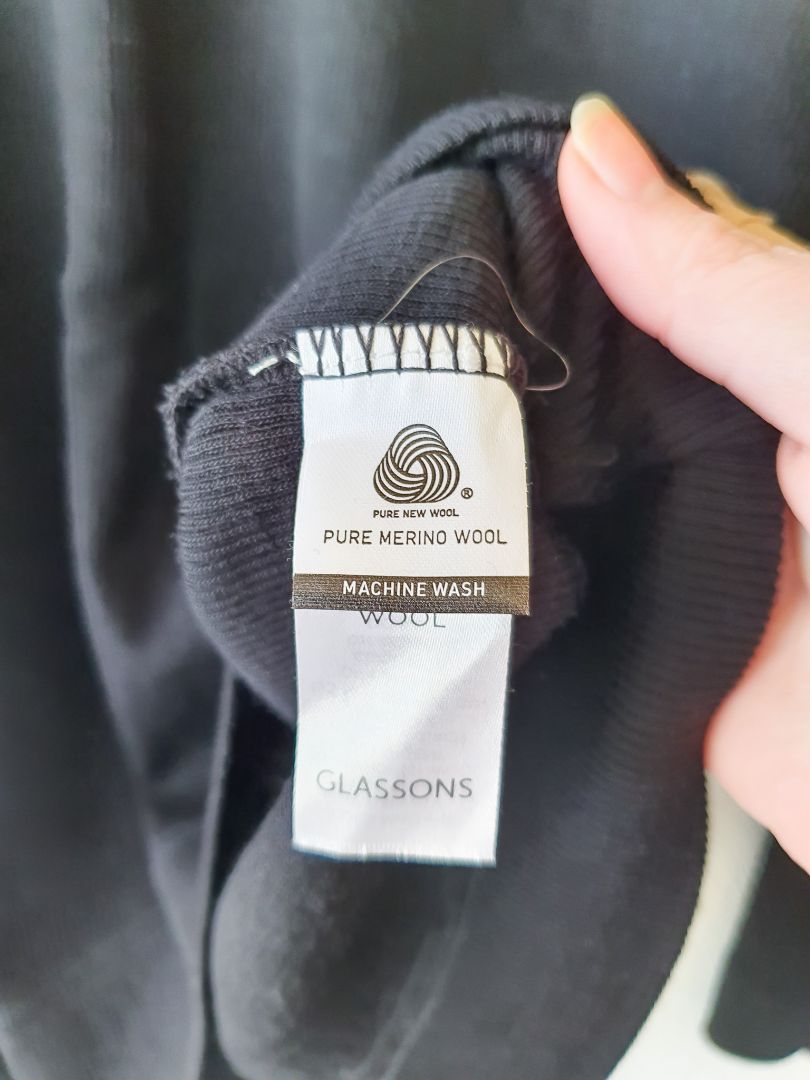 ®
PURE NEW WOOL
PURE MERINO WOOL
MACHINE WASH
WOOL
GLASSONS